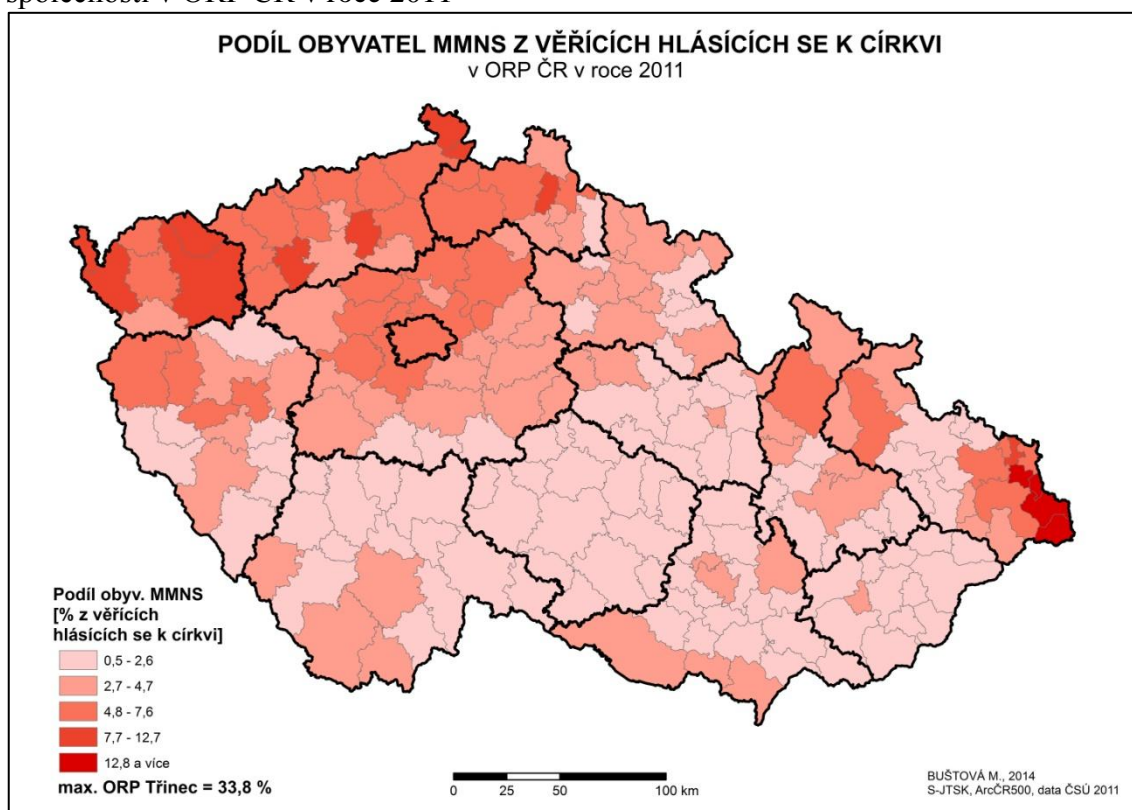 společnosti v ORP ČR v roce 2011
PODÍL OBYVATEL MMNS Z VĚŘÍCÍCH HLÁSÍCÍCH SE K CÍRKVI
v ORP ČR v roce 2011
Podíl obyv. MMNS
[% z věřících
hlásících se k církvi]
0,5 - 2,6
2,7 - 4,7
4,8 - 7,6
7,7 - 12,7
12,8 a více
max. ORP Třinec = 33,8 %
0 25 50 100 km
BUŠTOVÁ M., 2014
S-JTSK, ArcČR500, data ČSÚ 2011